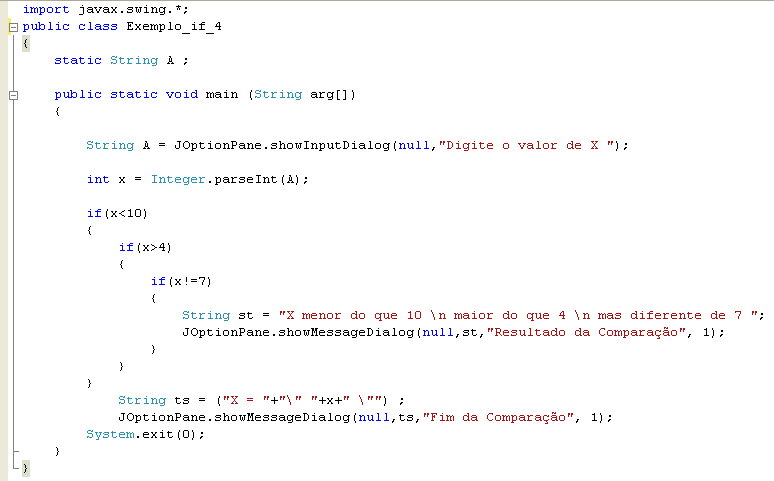 import javax.swing.*;
public class Exemplo_if_4
{
static String A ;
public static void main (String arg[])
{
String A = JOptionPane.showInputDialog(null,"Digite o valor de X ");
int x = Integer.parseInt(A);
if(x<10)
{
if(x>4)
{
if(x!=7)
{
String st = "X menor do que 10 \n maior do que 4 \n mas diferente de 7 ";
JOptionPane.showMessageDialog(null,st,"Resultado da Comparação", 1);
}
}
}
String ts = ("X = "+"\" "+x+" \"") ;
JOptionPane.showMessageDialog(null,ts,"Fim da Comparação", 1);
System.exit(0);
}
}